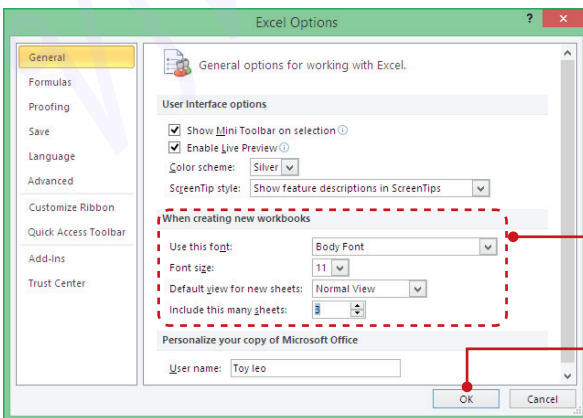 Excel Options
?
General
Formulas
Proofing
Save
Language
Advanced
Customize Ribbon
Quick Access Toolbar
Add-Ins
Trust Center
General options for working with Excel.
User Interface options
Show Mini Toolbar on selection
Enable Live Preview
Color scheme: Silver
ScreenTip style: Show feature descriptions in ScreenTips
When creating new workbooks
Use this font: Body Font
Font size: 11
Default view for new sheets: Normal View
Include this many sheets: 3
Personalize your copy of Microsoft Office
User name: Toy leo
OK Cancel